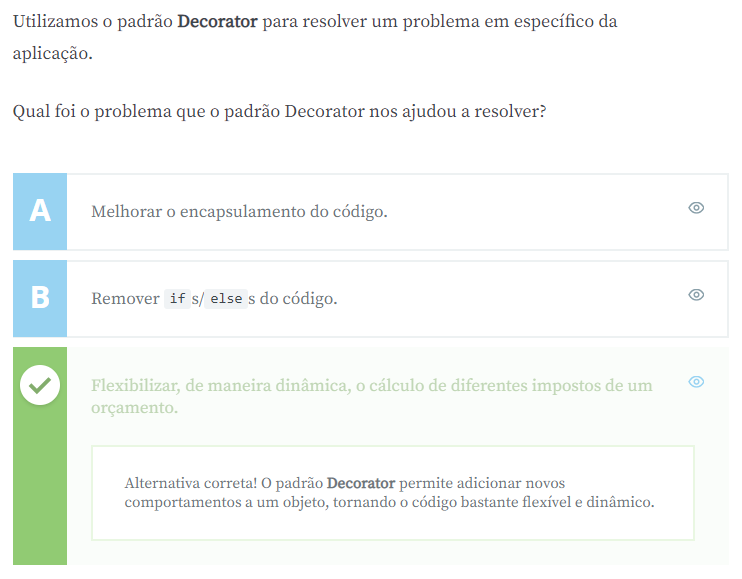 Utilizamos o padrão Decorator para resolver um problema em específico da
aplicação.
Qual foi o problema que o padrão Decorator nos ajudou a resolver?
A
Melhorar o encapsulamento do código.
B
Remover if s/ else s do código.
Flexibilizar, de maneira dinâmica, o cálculo de diferentes impostos de um
orçamento.
Alternativa correta! O padrão Decorator permite adicionar novos
comportamentos a um objeto, tornando o código bastante flexível e dinâmico.